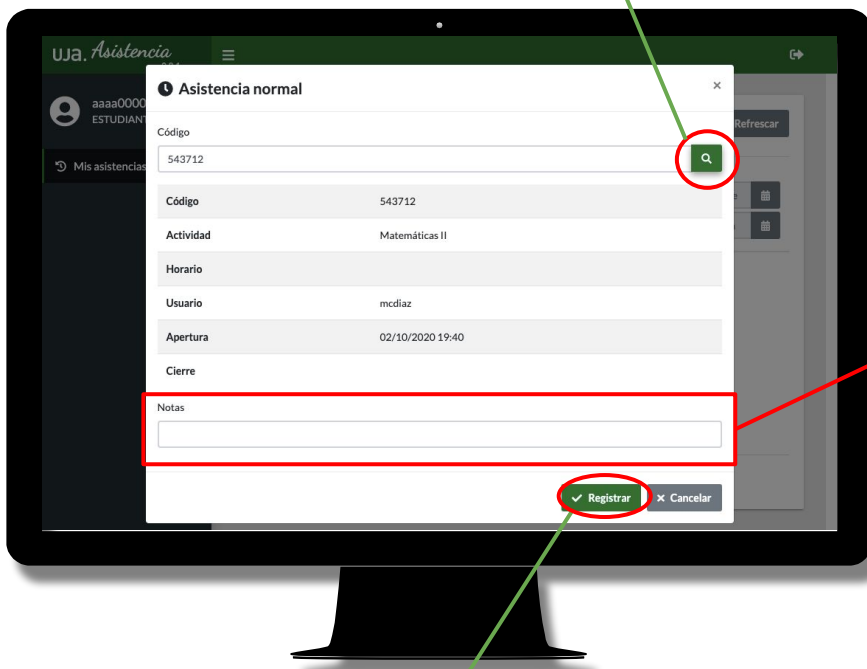 uja. Asistencia
aaaa0000
ESTUDIANT
Mis asistencias
Refrescar
Asistencia normal
×
Código
543712
Código 543712
Actividad Matemáticas II
Horario
Usuario mcdiaz
Apertura 02/10/2020 19:40
Cierre
Notas
Registrar × Cancelar